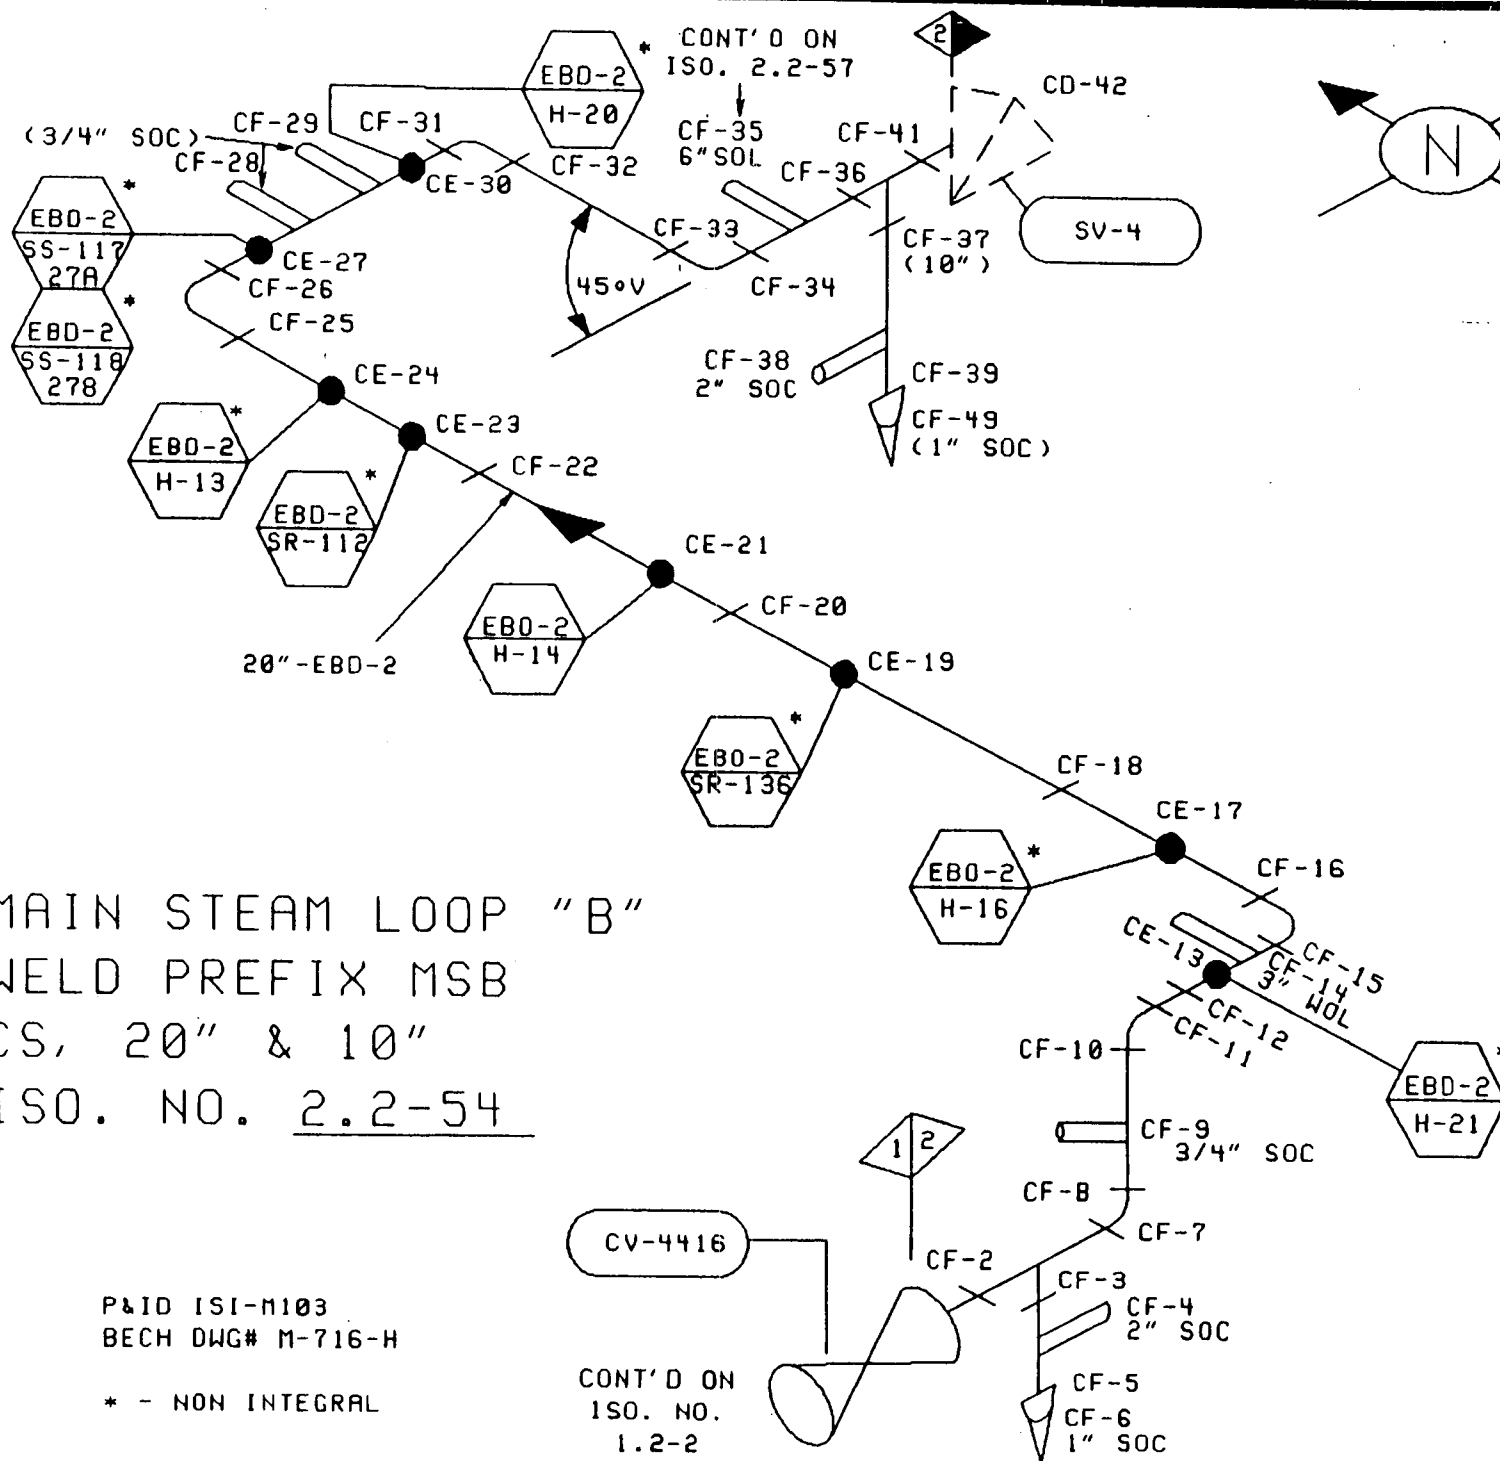 EBD-2
H-20
*
CONT'D ON
ISO. 2.2-57
2
CD-42
N
(3/4" SOC)
CF-29
CF-31
CF-35
6"SOL
CF-41
CF-28
CE-30
CF-32
CF-36
EBD-2
SS-117
27A
*
CE-27
CF-26
CF-33
CF-34
CF-37
(10")
SV-4
45°V
EBD-2
SS-118
27B
*
CF-25
CE-24
CF-38
2" SOC
CF-39
CF-49
(1" SOC)
EBD-2
H-13
*
CE-23
CF-22
EBD-2
SR-112
*
CE-21
CF-20
20"-EBD-2
EBD-2
H-14
CE-19
EBD-2
SR-136
*
CF-18
CE-17
EBD-2
H-16
*
CF-16
CE-13
CF-15
CF-14
3" WOL
CF-12
CF-11
CF-10
EBD-2
H-21
*
MAIN STEAM LOOP "B"
WELD PREFIX MSB
CS, 20" & 10"
ISO. NO. 2.2-54
CF-9
3/4" SOC
1 2
CF-8
CF-7
CV-4416
CF-2
CF-3
CF-4
2" SOC
CF-5
CF-6
1" SOC
P&ID ISI-M103
BECH DWG# M-716-H
* - NON INTEGRAL
CONT'D ON
ISO. NO.
1.2-2